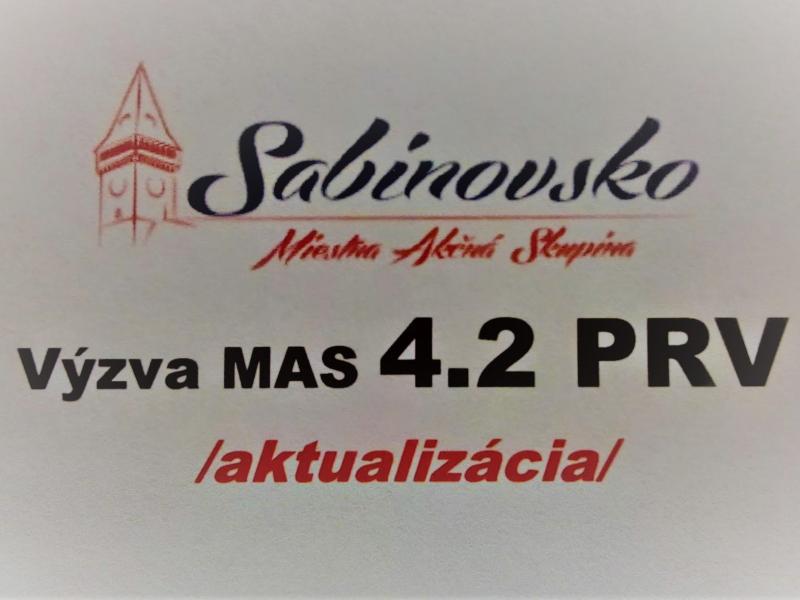 Sabinovsko
Miestna Akčná Skupina
Výzva MAS 4.2 PRV
/aktualizácia/